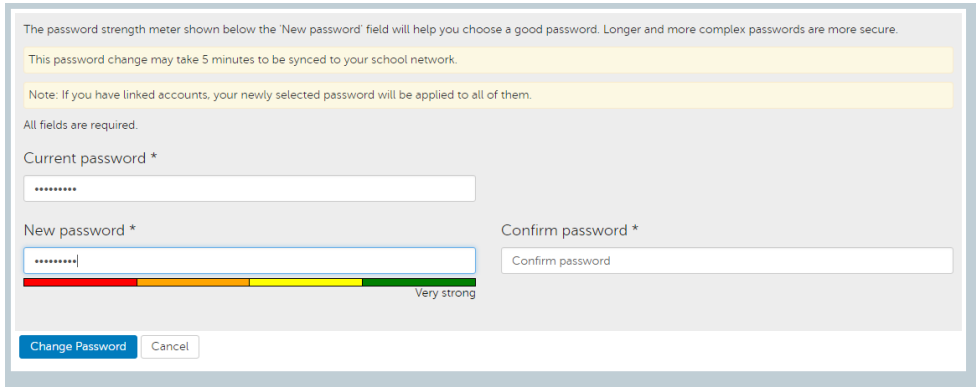 The password strength meter shown below the 'New password' field will help you choose a good password. Longer and more complex passwords are more secure.
This password change may take 5 minutes to be synced to your school network.
Note: If you have linked accounts, your newly selected password will be applied to all of them.
All fields are required.
Current password *
•••••••••
New password *
Confirm password *
•••••••••
Confirm password
Very strong
Change Password
Cancel